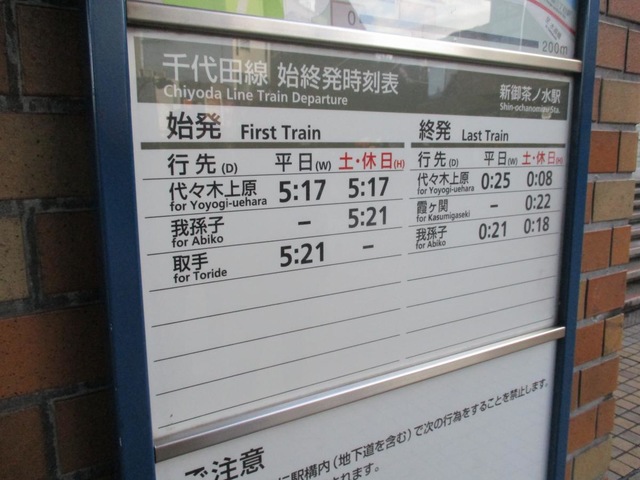 200m
千代田線 始終発時刻表
Chiyoda Line Train Departure
新御茶ノ水駅
Shin-ochanomizu Sta.
始発 First Train
行先(D) 平日(W) 土・休日(H)
代々木上原 5:17 5:17
for Yoyogi-uehara
我孫子 – 5:21
for Abiko
取手 5:21 –
for Toride
終発 Last Train
行先(D) 平日(W) 土・休日(H)
代々木上原 0:25 0:08
for Yoyogi-uehara
霞ケ関 – 0:22
for Kasumigaseki
我孫子 0:21 0:18
for Abiko
ご注意
に駅構内(地下道を含む)で次の行為をすることを禁止します。
されます。